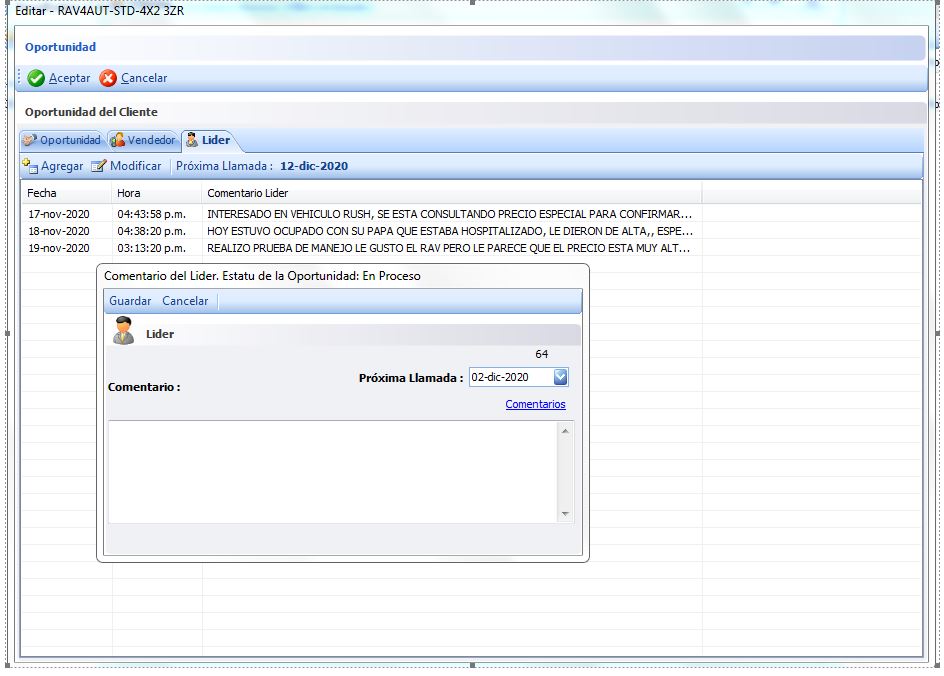 Editar - RAV4AUT-STD-4X2 3ZR
Oportunidad
Aceptar Cancelar
Oportunidad del Cliente
Oportunidad Vendedor Lider
Agregar Modificar Próxima Llamada : 12-dic-2020
Fecha Hora Comentario Lider
17-nov-2020 04:43:58 p.m. INTERESADO EN VEHICULO RUSH, SE ESTA CONSULTANDO PRECIO ESPECIAL PARA CONFIRMAR...
18-nov-2020 04:38:20 p.m. HOY ESTUVO OCUPADO CON SU PAPA QUE ESTABA HOSPITALIZADO, LE DIERON DE ALTA,, ESPE...
19-nov-2020 03:13:20 p.m. REALIZO PRUEBA DE MANEJO LE GUSTO EL RAV PERO LE PARECE QUE EL PRECIO ESTA MUY ALT...
Comentario del Lider. Estatu de la Oportunidad: En Proceso
Guardar Cancelar
Lider
64
Próxima Llamada : 02-dic-2020
Comentario :
Comentarios